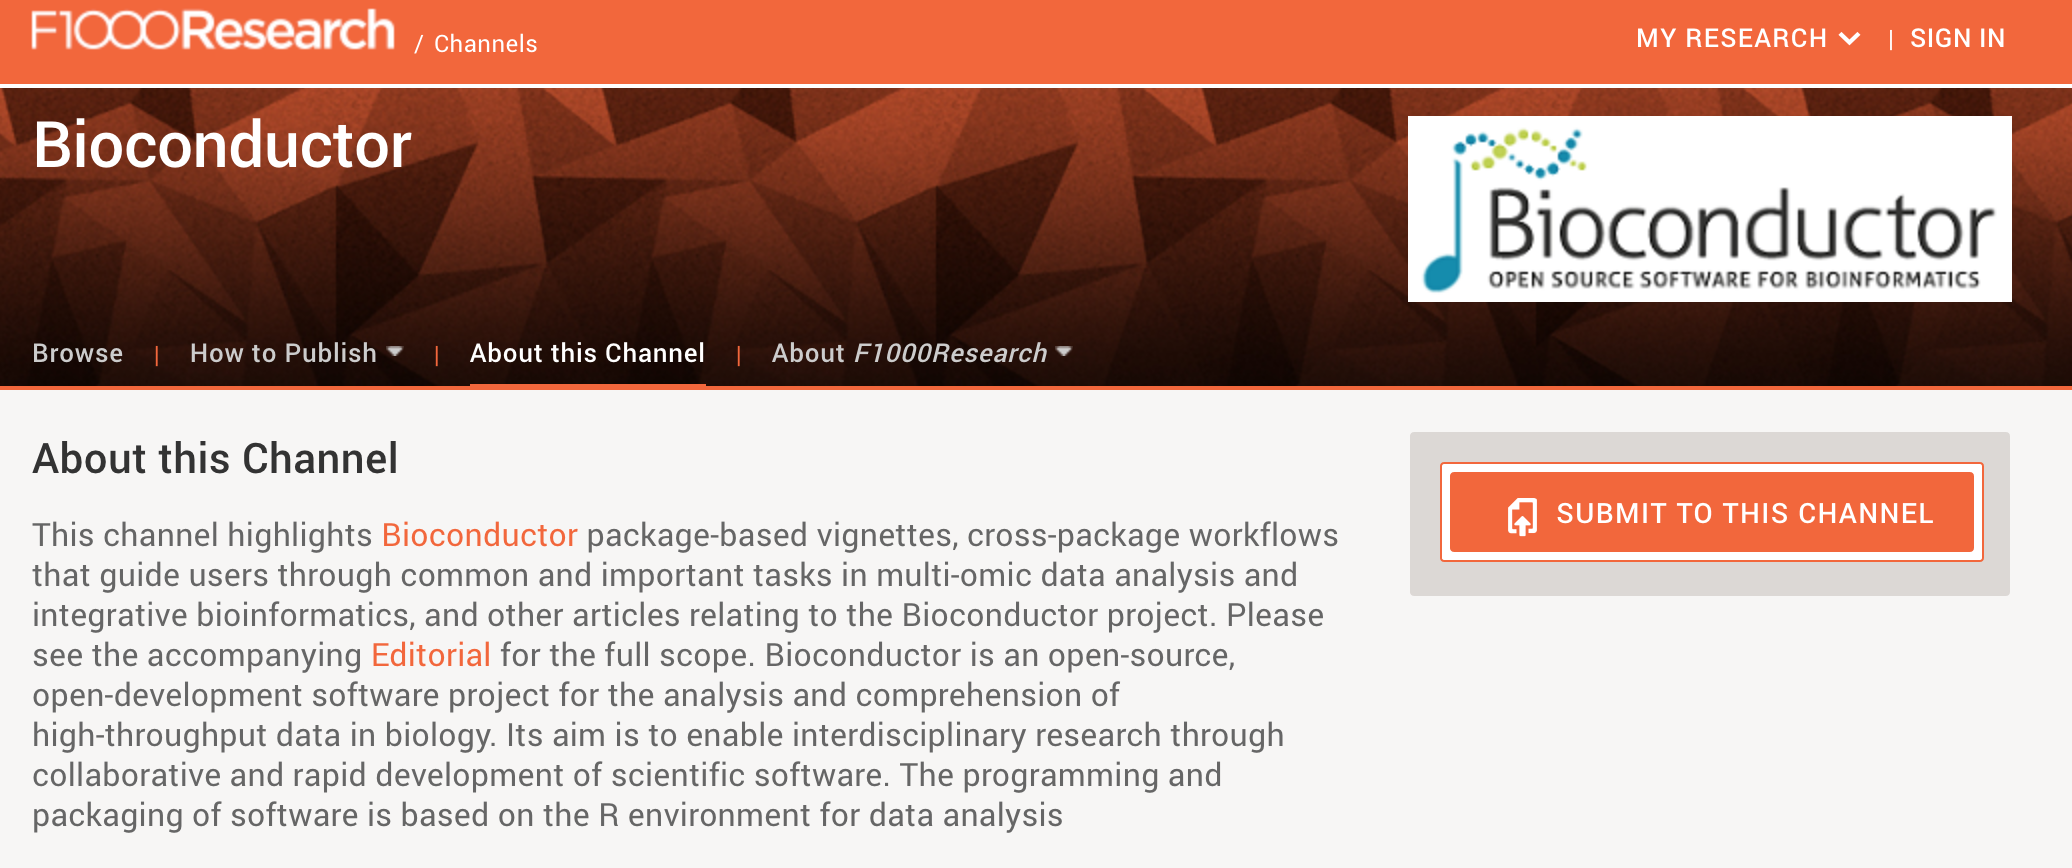 F1000Research / Channels
MY RESEARCH | SIGN IN
Bioconductor
Bioconductor
OPEN SOURCE SOFTWARE FOR BIOINFORMATICS
Browse | How to Publish | About this Channel | About F1000Research
About this Channel
SUBMIT TO THIS CHANNEL
This channel highlights Bioconductor package-based vignettes, cross-package workflows
that guide users through common and important tasks in multi-omic data analysis and
integrative bioinformatics, and other articles relating to the Bioconductor project. Please
see the accompanying Editorial for the full scope. Bioconductor is an open-source,
open-development software project for the analysis and comprehension of
high-throughput data in biology. Its aim is to enable interdisciplinary research through
collaborative and rapid development of scientific software. The programming and
packaging of software is based on the R environment for data analysis